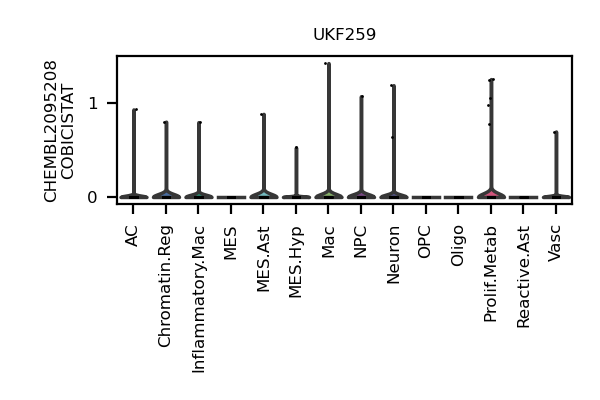 UKF259
CHEMBL2095208
COBICISTAT
1
0
AC
Chromatin.Reg
Inflammatory.Mac
MES
MES.Ast
MES.Hyp
Mac
NPC
Neuron
OPC
Oligo
Prolif.Metab
Reactive.Ast
Vasc